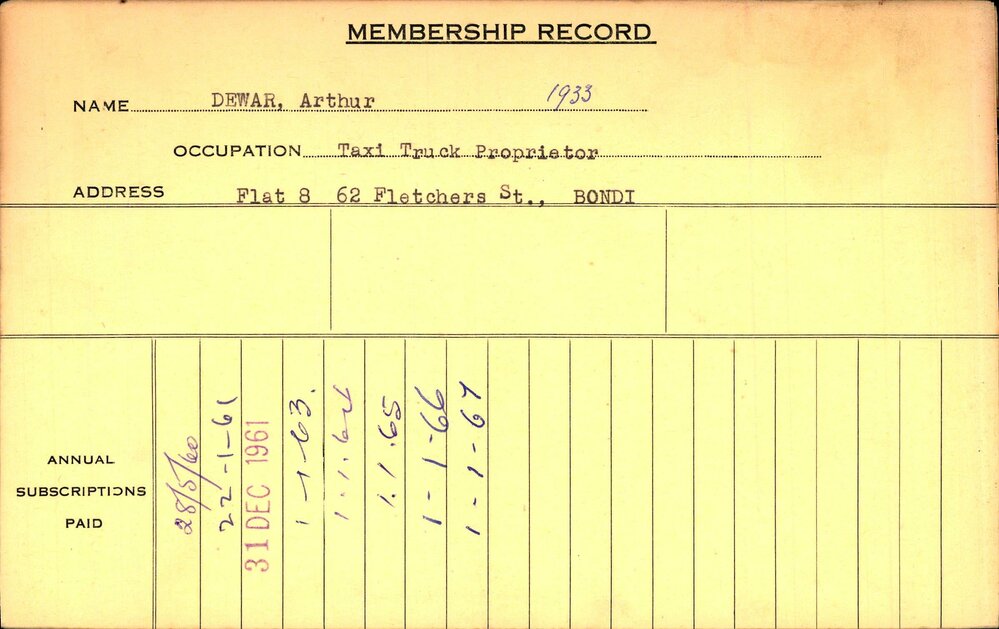 MEMBERSHIP RECORD
NAME DEWAR, Arthur 1933
OCCUPATION Taxi Truck Proprietor
ADDRESS Flat 8 62 Fletchers St., BONDI
ANNUAL
SUBSCRIPTIONS
PAID
28/5/60
22-1-61
31 DEC 1961
1-1-63.
1.1.64
1.1.65
1-1-66
1-1-67